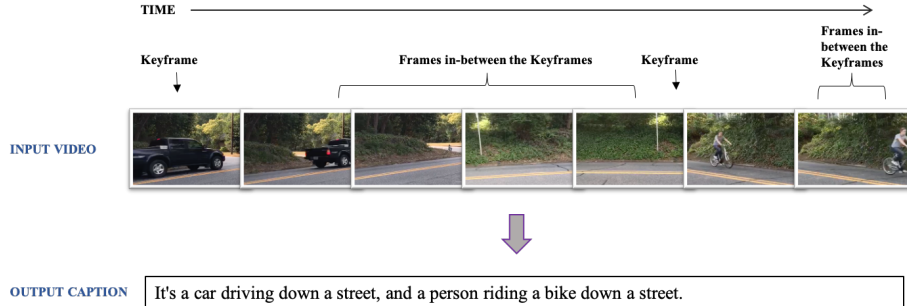 TIME
Frames in-
between the
Keyframes
Keyframe
Frames in-between the Keyframes
Keyframe
INPUT VIDEO
OUTPUT CAPTION
It's a car driving down a street, and a person riding a bike down a street.